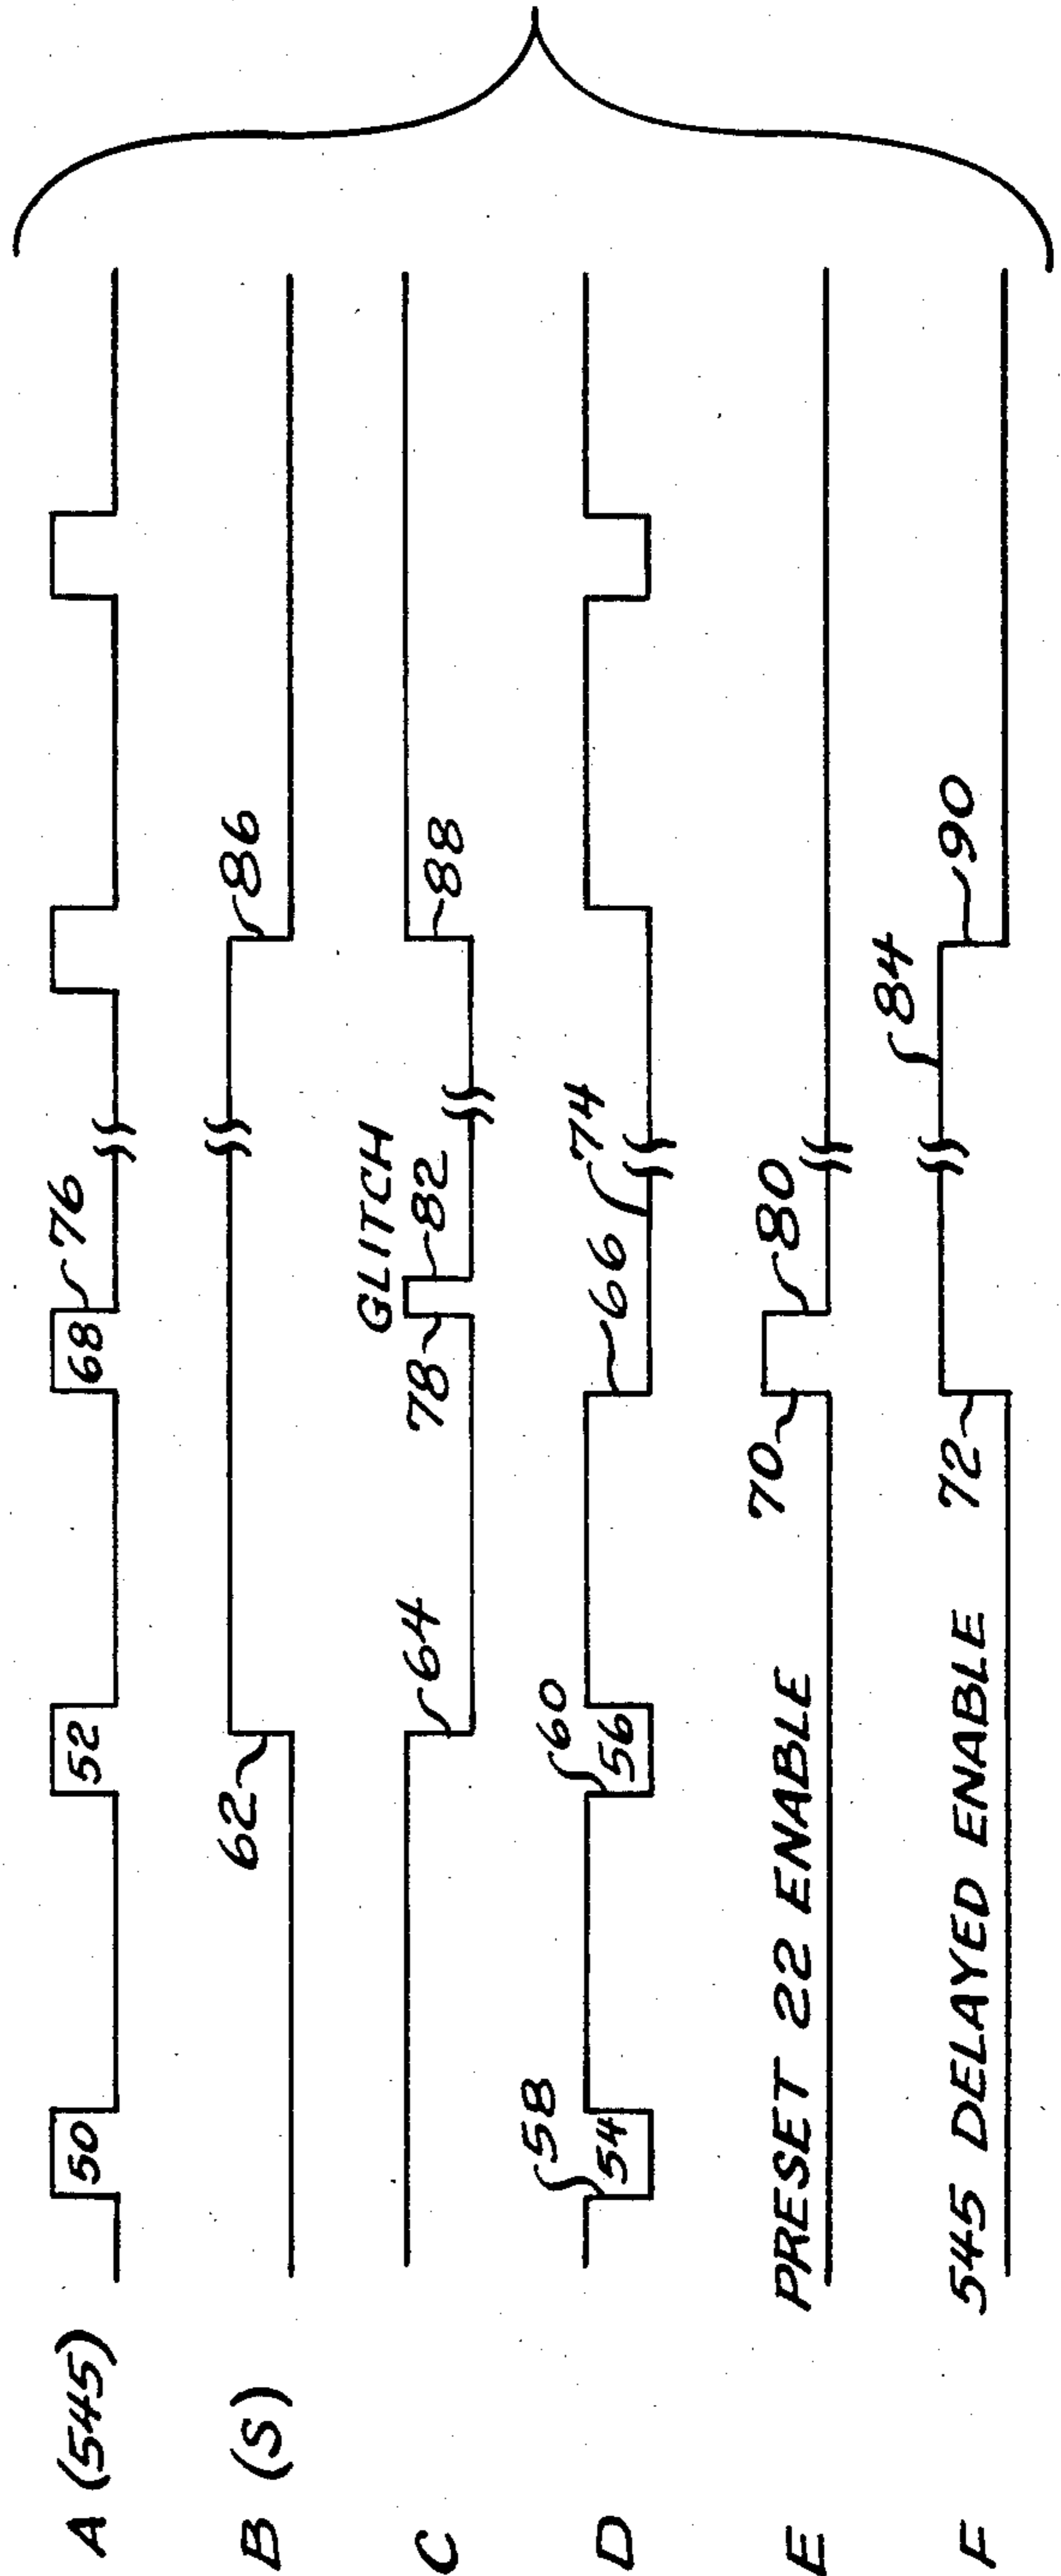 A (545)
50
52
68
76
B (S)
62
86
C
64
78
GLITCH
82
88
D
58
54
60
56
66
74
E
PRESET 22 ENABLE
70
80
F
545 DELAYED ENABLE
72
84
90